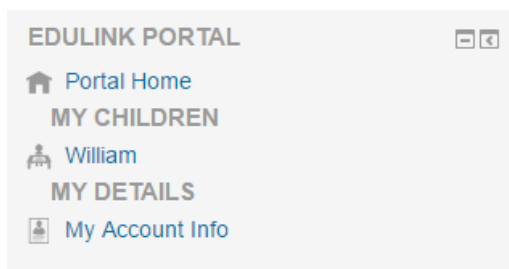 EDULINK PORTAL
Portal Home
MY CHILDREN
William
MY DETAILS
My Account Info